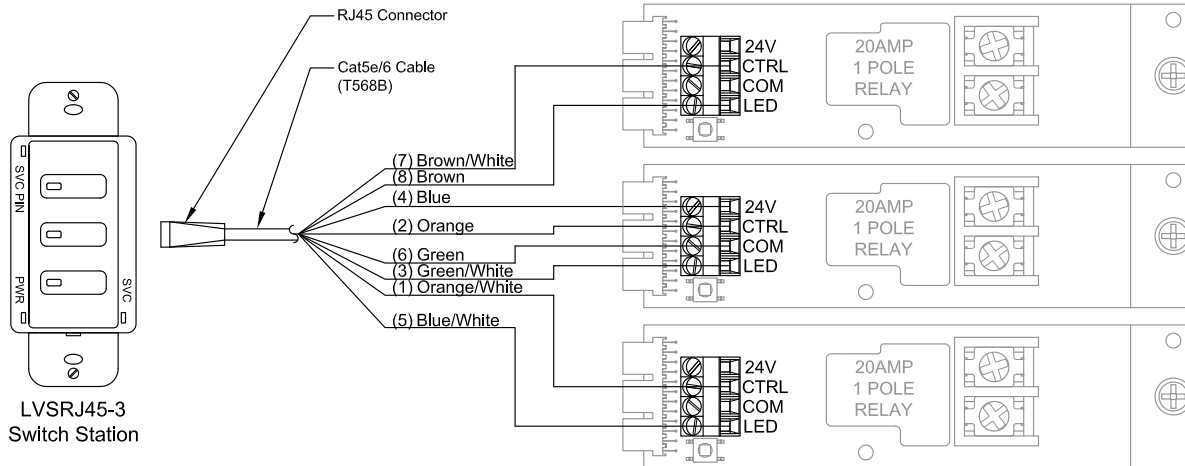 RJ45 Connector
Cat5e/6 Cable
(T568B)
SVC PIN
PWR
SVC
LVSRJ45-3
Switch Station
(7) Brown/White
(8) Brown
(4) Blue
(2) Orange
(6) Green
(3) Green/White
(1) Orange/White
(5) Blue/White
24V
CTRL
COM
LED
20AMP
1 POLE
RELAY
24V
CTRL
COM
LED
20AMP
1 POLE
RELAY
24V
CTRL
COM
LED
20AMP
1 POLE
RELAY